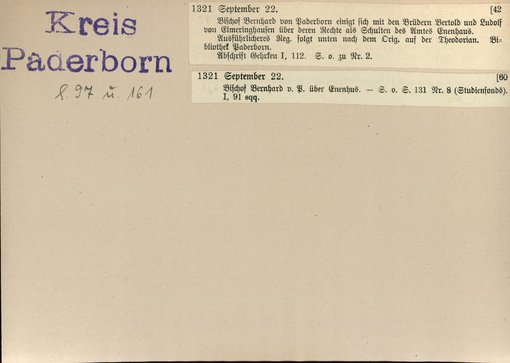 Kreis
Paderborn
S. 97 u. 161
1321 September 22. [42
Bischof Bernhard von Paderborn einigt sich mit den Brüdern Bertold und Ludolf
von Elmeringhausen über deren Rechte als Schulten des Amtes Enenhaus.
Ausführlicheres Reg. folgt unten nach dem Orig. auf der Theodorian. Bi-
bliothek Paderborn.
Abschrift Gehrken I, 112. S. o. zu Nr. 2.
1321 September 22. [60
Bischof Bernhard v. P. über Enenhus. — S. o. S. 131 Nr. 8 (Studienfonds).
I, 91 sqq.